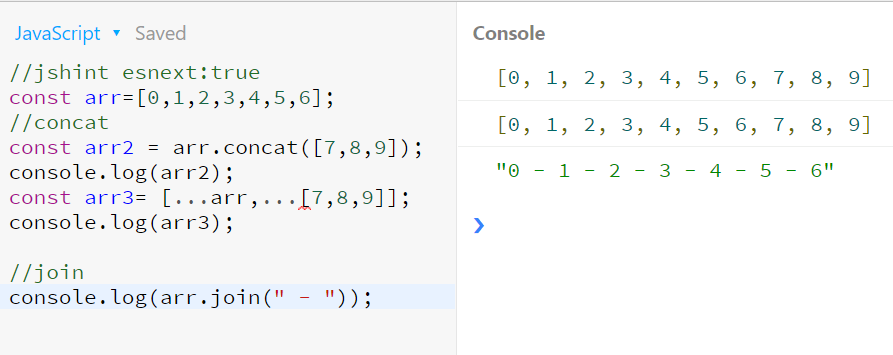 JavaScript ▾ Saved
//jshint esnext:true
const arr=[0,1,2,3,4,5,6];
//concat
const arr2 = arr.concat([7,8,9]);
console.log(arr2);
const arr3= [...arr,...[7,8,9]];
console.log(arr3);
//join
console.log(arr.join(" - "));
Console
[0, 1, 2, 3, 4, 5, 6, 7, 8, 9]
[0, 1, 2, 3, 4, 5, 6, 7, 8, 9]
"0 - 1 - 2 - 3 - 4 - 5 - 6"
❯